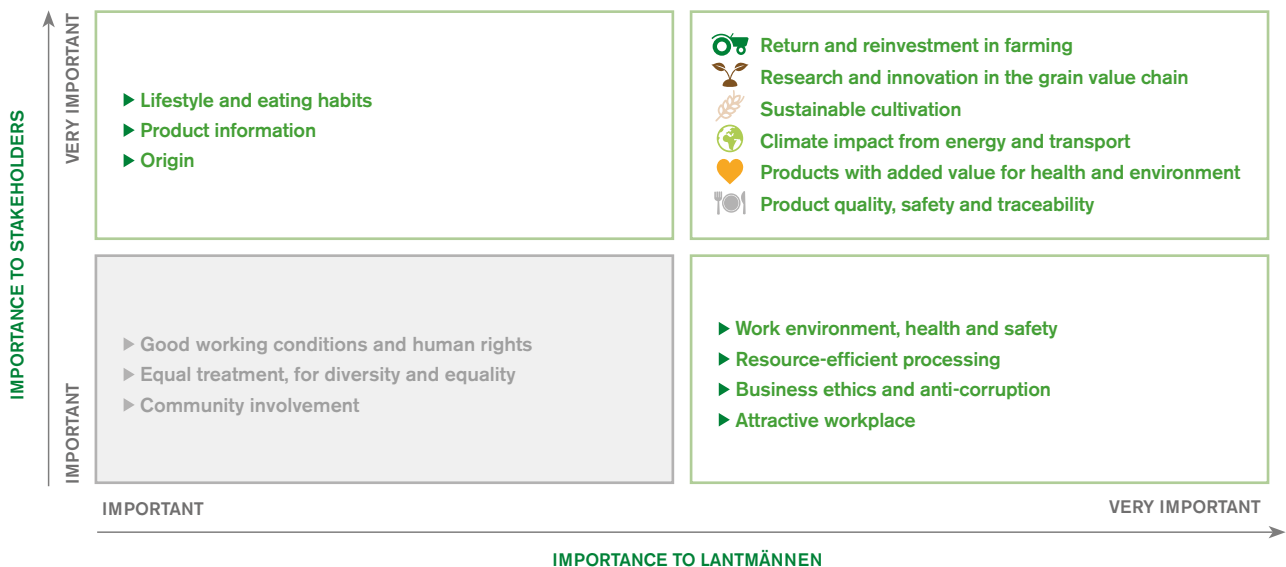 IMPORTANCE TO STAKEHOLDERS
VERY IMPORTANT
IMPORTANT
Lifestyle and eating habits
Product information
Origin
Return and reinvestment in farming
Research and innovation in the grain value chain
Sustainable cultivation
Climate impact from energy and transport
Products with added value for health and environment
Product quality, safety and traceability
Good working conditions and human rights
Equal treatment, for diversity and equality
Community involvement
Work environment, health and safety
Resource-efficient processing
Business ethics and anti-corruption
Attractive workplace
IMPORTANT
VERY IMPORTANT
IMPORTANCE TO LANTMÄNNEN